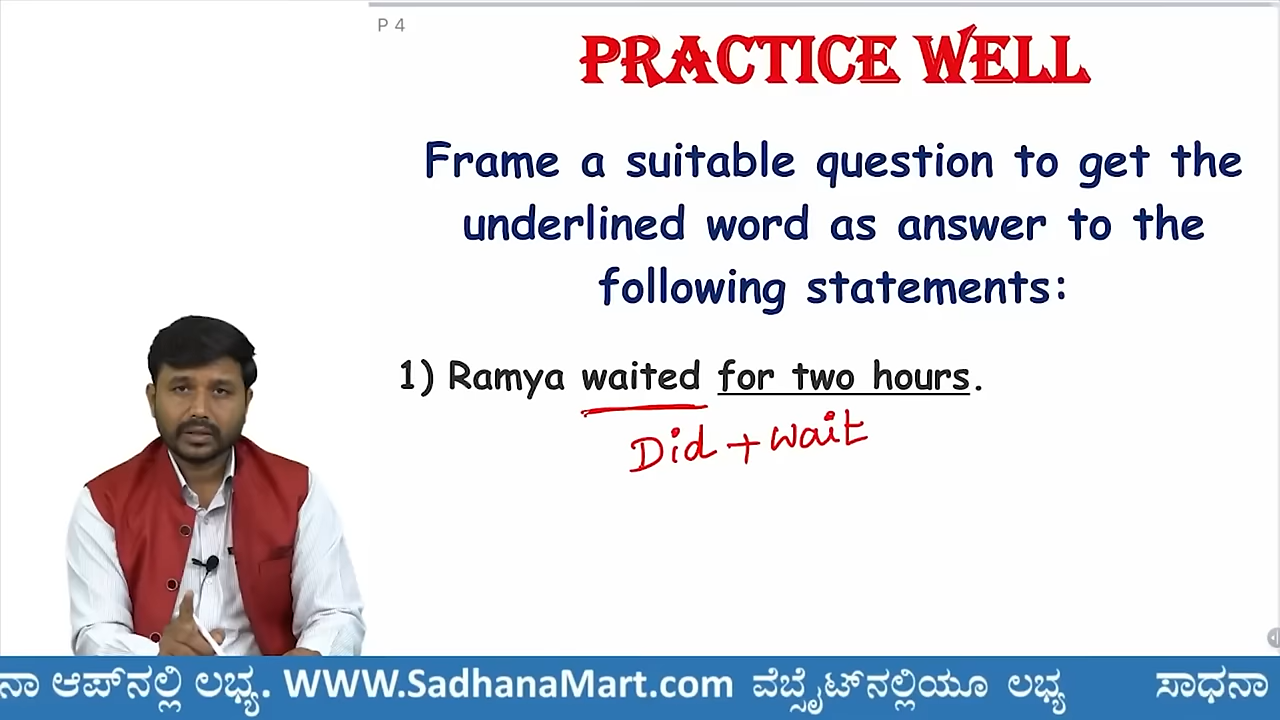 P 4
PRACTICE WELL
Frame a suitable question to get the
underlined word as answer to the
following statements:
1) Ramya waited for two hours.
Did + wait
ನಾ ಆಪ್‌ನಲ್ಲಿ ಲಭ್ಯ. WWW.SadhanaMart.com ವೆಬ್ಸೈಟ್‌ನಲ್ಲಿಯೂ ಲಭ್ಯ ಸಾಧನಾ